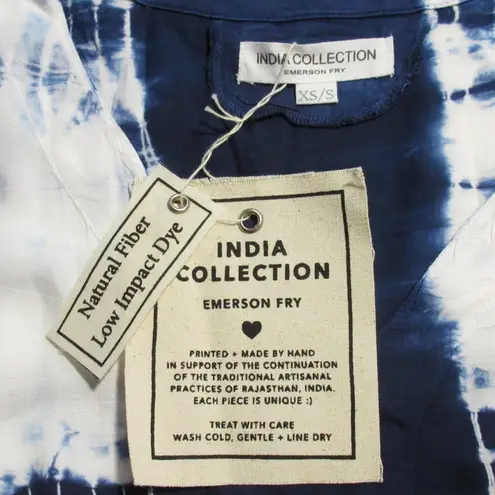 INDIA COLLECTION
EMERSON FRY
XS/S
Natural Fiber
Low Impact Dye
INDIA
COLLECTION
EMERSON FRY
PRINTED + MADE BY HAND
IN SUPPORT OF THE CONTINUATION
OF THE TRADITIONAL ARTISANAL
PRACTICES OF RAJASTHAN, INDIA.
EACH PIECE IS UNIQUE :)
TREAT WITH CARE
WASH COLD, GENTLE + LINE DRY